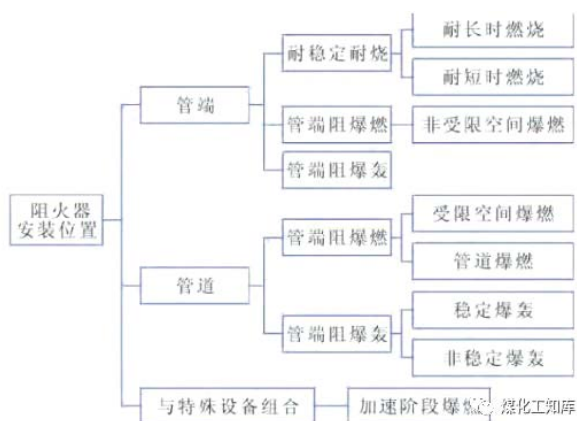 耐长时燃烧
耐稳定耐烧
耐短时燃烧
管端
管端阻爆燃
非受限空间爆燃
管端阻爆轰
阻火器
安装位置
受限空间爆燃
管端阻爆燃
管道爆燃
管道
稳定爆轰
管端阻爆轰
非稳定爆轰
与特殊设备组合
加速阶段爆燃
煤化工知库